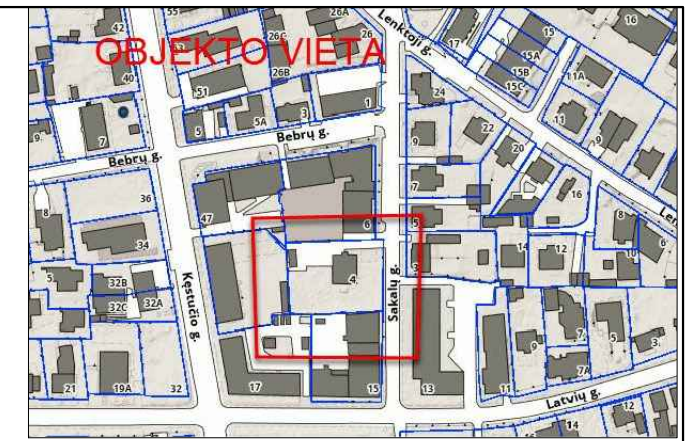 55
26A
Lenktoji g.
15
16
42
26C
26
17
OBJEKTO VIETA
15A
40
26B
15B
11A
51
15C
24
1
5
5A
3
11
9
7
Bebrų g.
22
9
Bebrų g.
20
7
36
16
8
47
6
5
8
34
6
3
14
12
10
5
32B
Kęstučio g.
4
Sakalų g.
32C
32A
9
7
5
3
21
19A
32
17
15
13
11
7A
Latvių g.
12
14